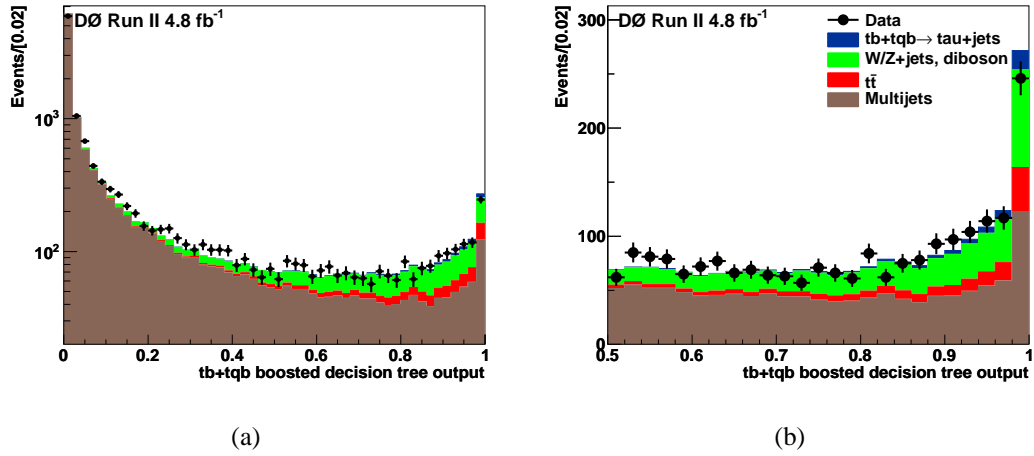 DØ Run II 4.8 fb⁻¹
Events/[0.02]
10³
10²
0 0.2 0.4 0.6 0.8 1
tb+tqb boosted decision tree output
(a)
DØ Run II 4.8 fb⁻¹
Data
tb+tqb→ tau+jets
W/Z+jets, diboson
tt̄
Multijets
Events/[0.02]
300
200
100
0
0.5 0.6 0.7 0.8 0.9 1
tb+tqb boosted decision tree output
(b)